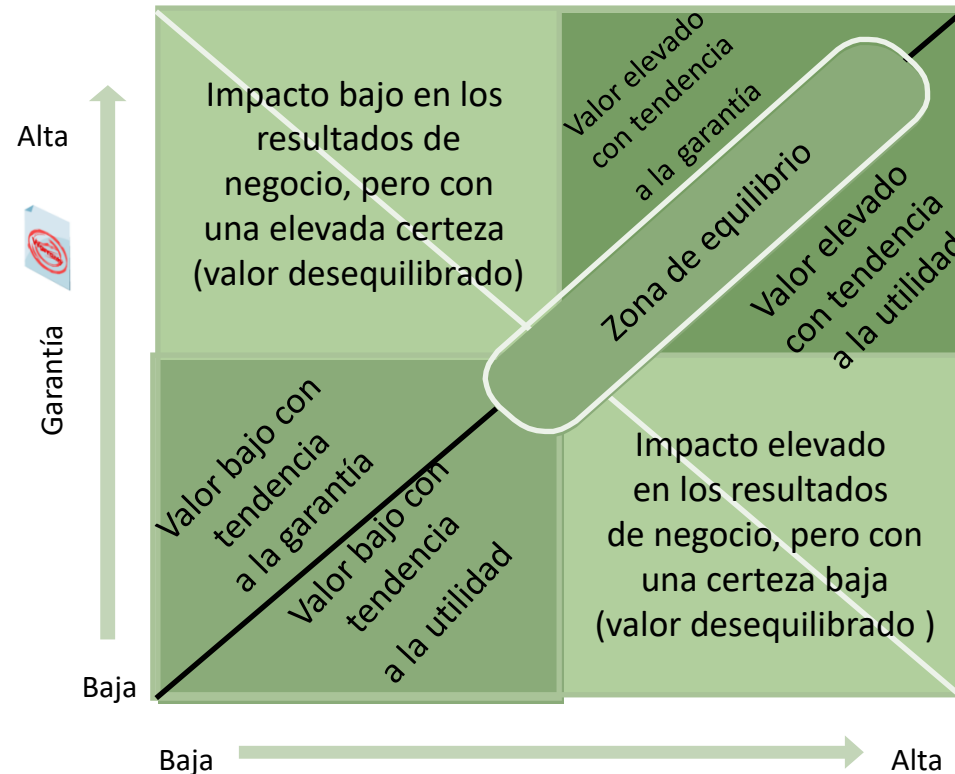 Alta
Garantía
Baja
Impacto bajo en los
resultados de
negocio, pero con
una elevada certeza
(valor desequilibrado)
Valor elevado
con tendencia
a la garantía
Zona de equilibrio
Valor elevado
con tendencia
a la utilidad
Valor bajo con
tendencia
a la garantía
Valor bajo con
tendencia
a la utilidad
Impacto elevado
en los resultados
de negocio, pero con
una certeza baja
(valor desequilibrado )
Baja
Alta